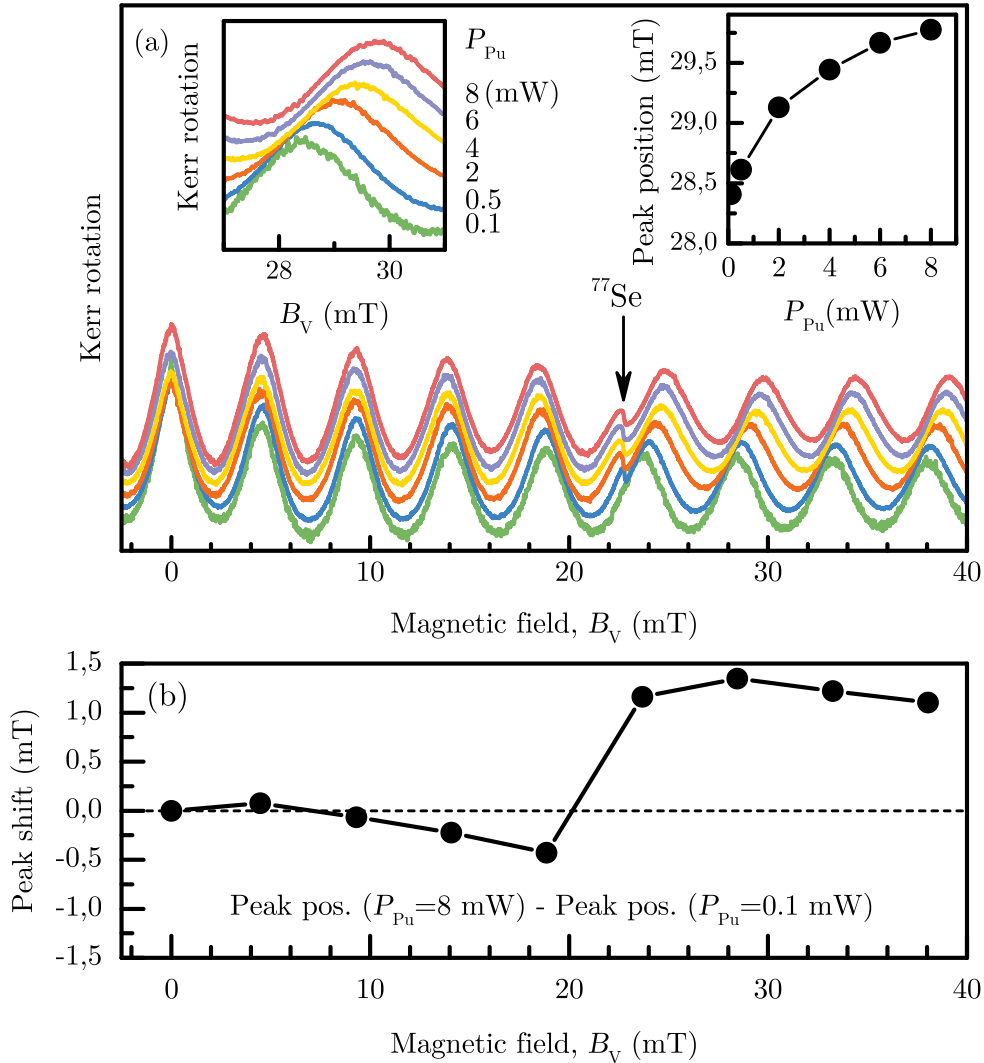 (a)
Kerr rotation
28 30
B_V (mT)
P_Pu
8 (mW)
6
4
2
0.5
0.1
Peak position (mT)
29,5
29,0
28,5
28,0
0 2 4 6 8
P_Pu(mW)
⁷⁷Se
Kerr rotation
0 10 20 30 40
Magnetic field, B_V (mT)
(b)
Peak shift (mT)
1,5
1,0
0,5
0,0
-0,5
-1,0
-1,5
Peak pos. (P_Pu=8 mW) - Peak pos. (P_Pu=0.1 mW)
0 10 20 30 40
Magnetic field, B_V (mT)